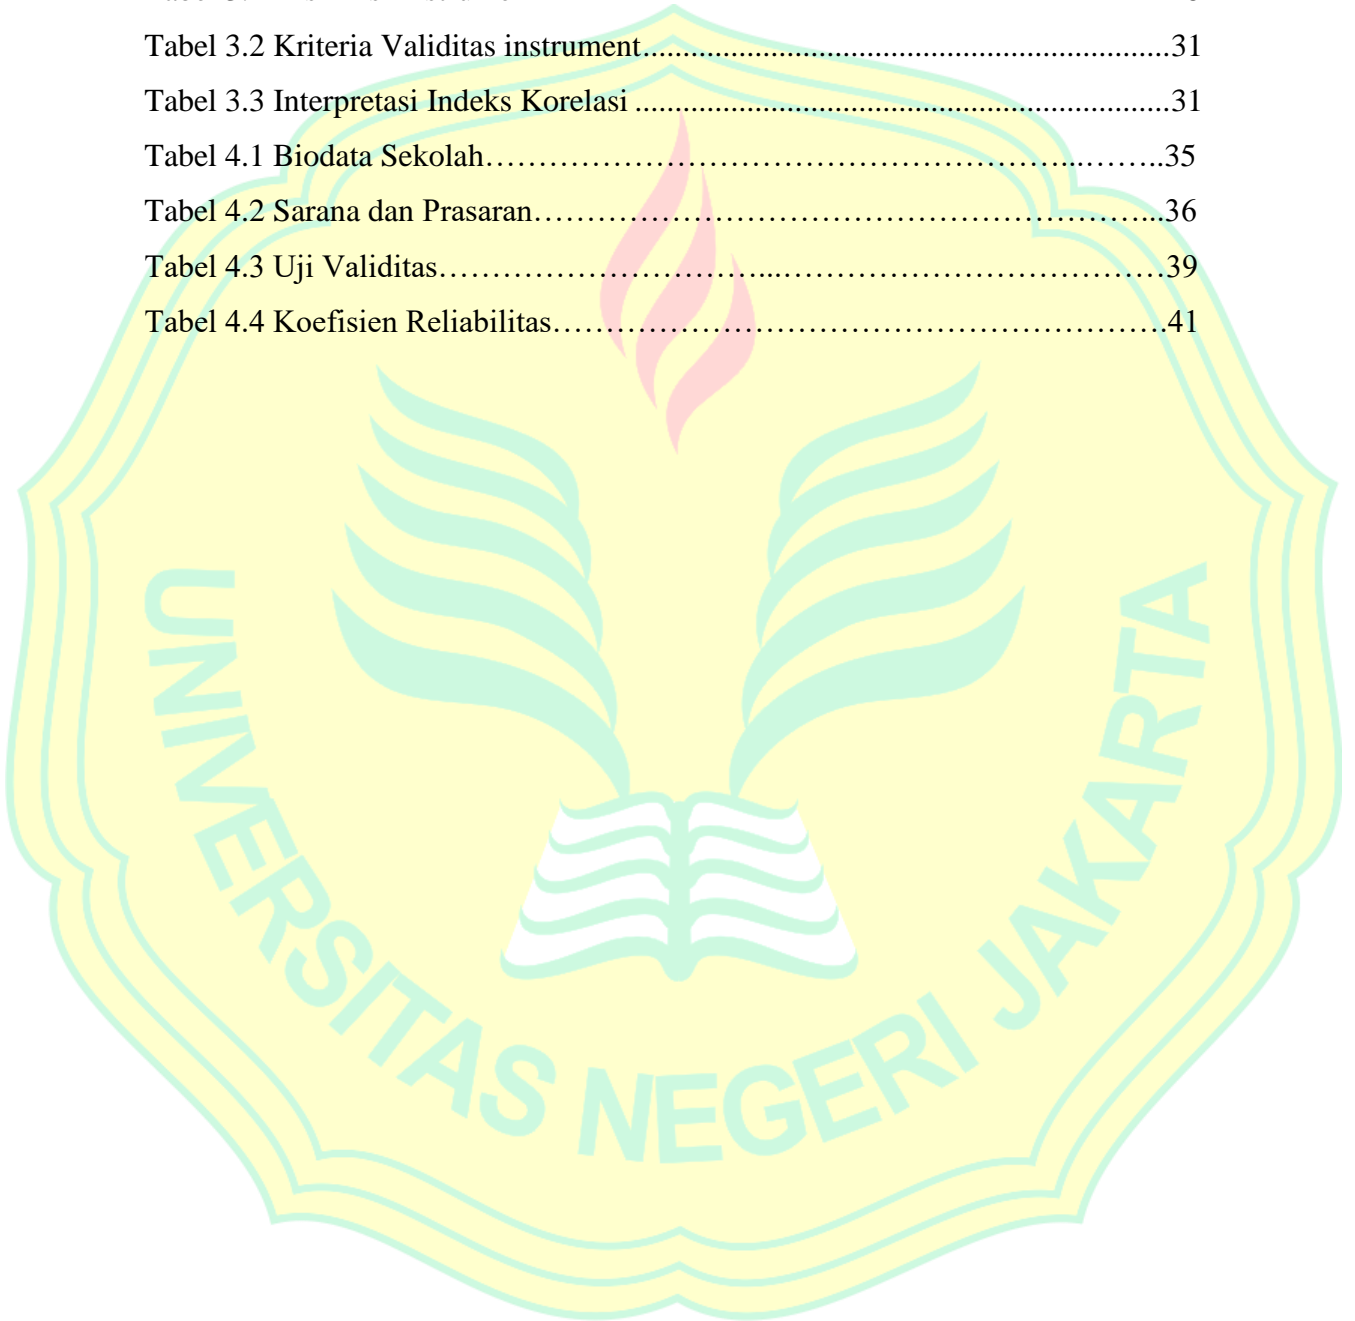 Tabel 3.2 Kriteria Validitas instrument....................................................................31
Tabel 3.3 Interpretasi Indeks Korelasi ....................................................................31
Tabel 4.1 Biodata Sekolah…………………………………………………...……..35
Tabel 4.2 Sarana dan Prasaran…………………………………………………...36
Tabel 4.3 Uji Validitas…………………………...………………………………39
Tabel 4.4 Koefisien Reliabilitas………………………………………………….41
UNIVERSITAS NEGERI JAKARTA